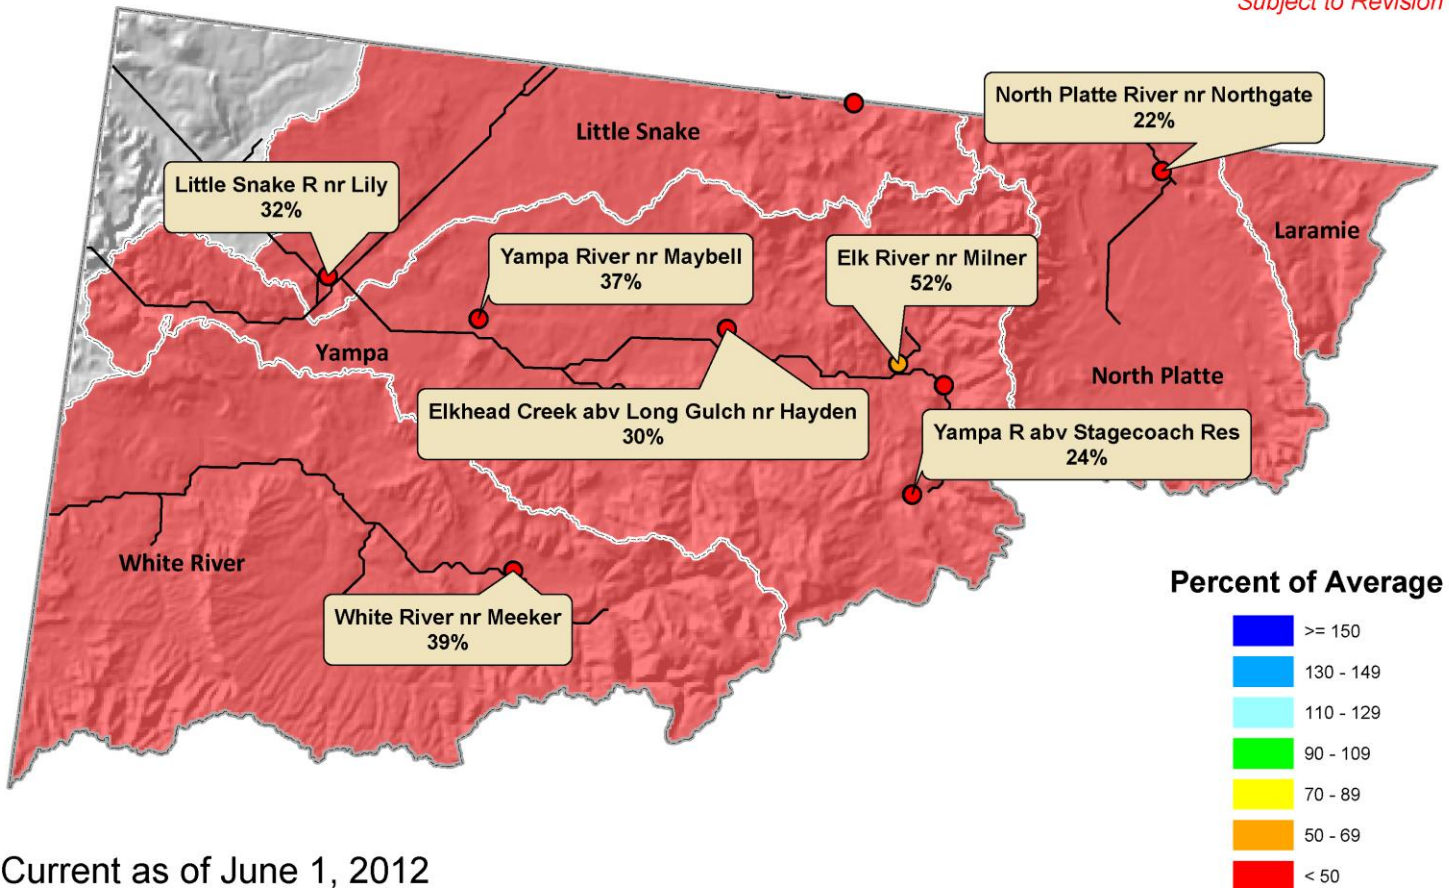 Subject to Revision
North Platte River nr Northgate
22%
Little Snake
Little Snake R nr Lily
32%
Laramie
Yampa River nr Maybell
37%
Elk River nr Milner
52%
Yampa
North Platte
Elkhead Creek abv Long Gulch nr Hayden
30%
Yampa R abv Stagecoach Res
24%
White River
White River nr Meeker
39%
Percent of Average
>= 150
130 - 149
110 - 129
90 - 109
70 - 89
50 - 69
< 50
Current as of June 1, 2012